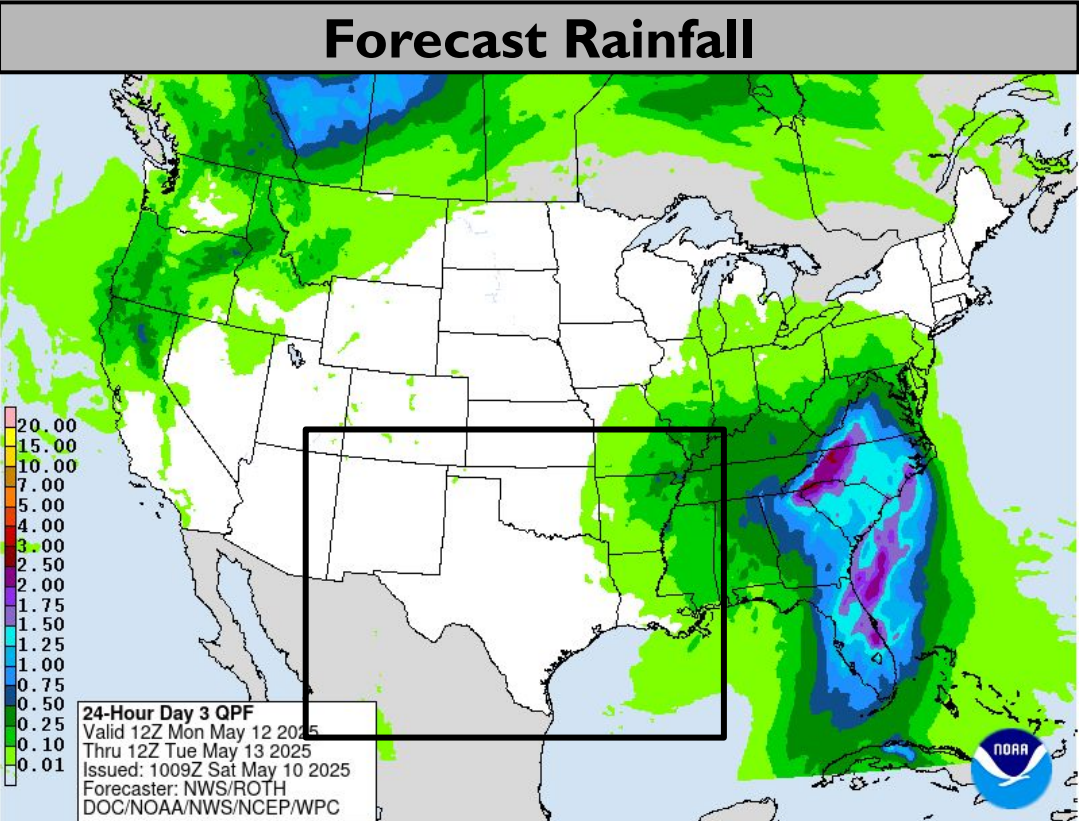 Forecast Rainfall
20.00
15.00
10.00
7.00
5.00
4.00
3.00
2.50
2.00
1.75
1.50
1.25
1.00
0.75
0.50
0.25
0.10
0.01
24-Hour Day 3 QPF
Valid 12Z Mon May 12 2025
Thru 12Z Tue May 13 2025
Issued: 1009Z Sat May 10 2025
Forecaster: NWS/ROTH
DOC/NOAA/NWS/NCEP/WPC
NOAA